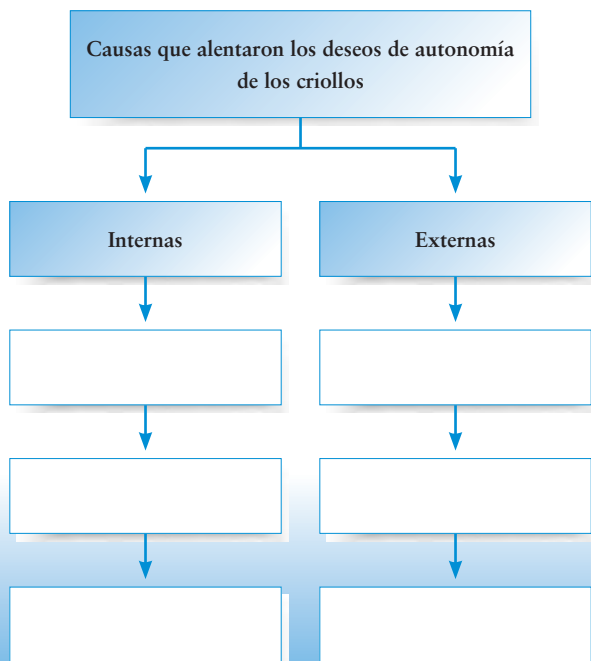 Causas que alentaron los deseos de autonomía
de los criollos
Internas
Externas